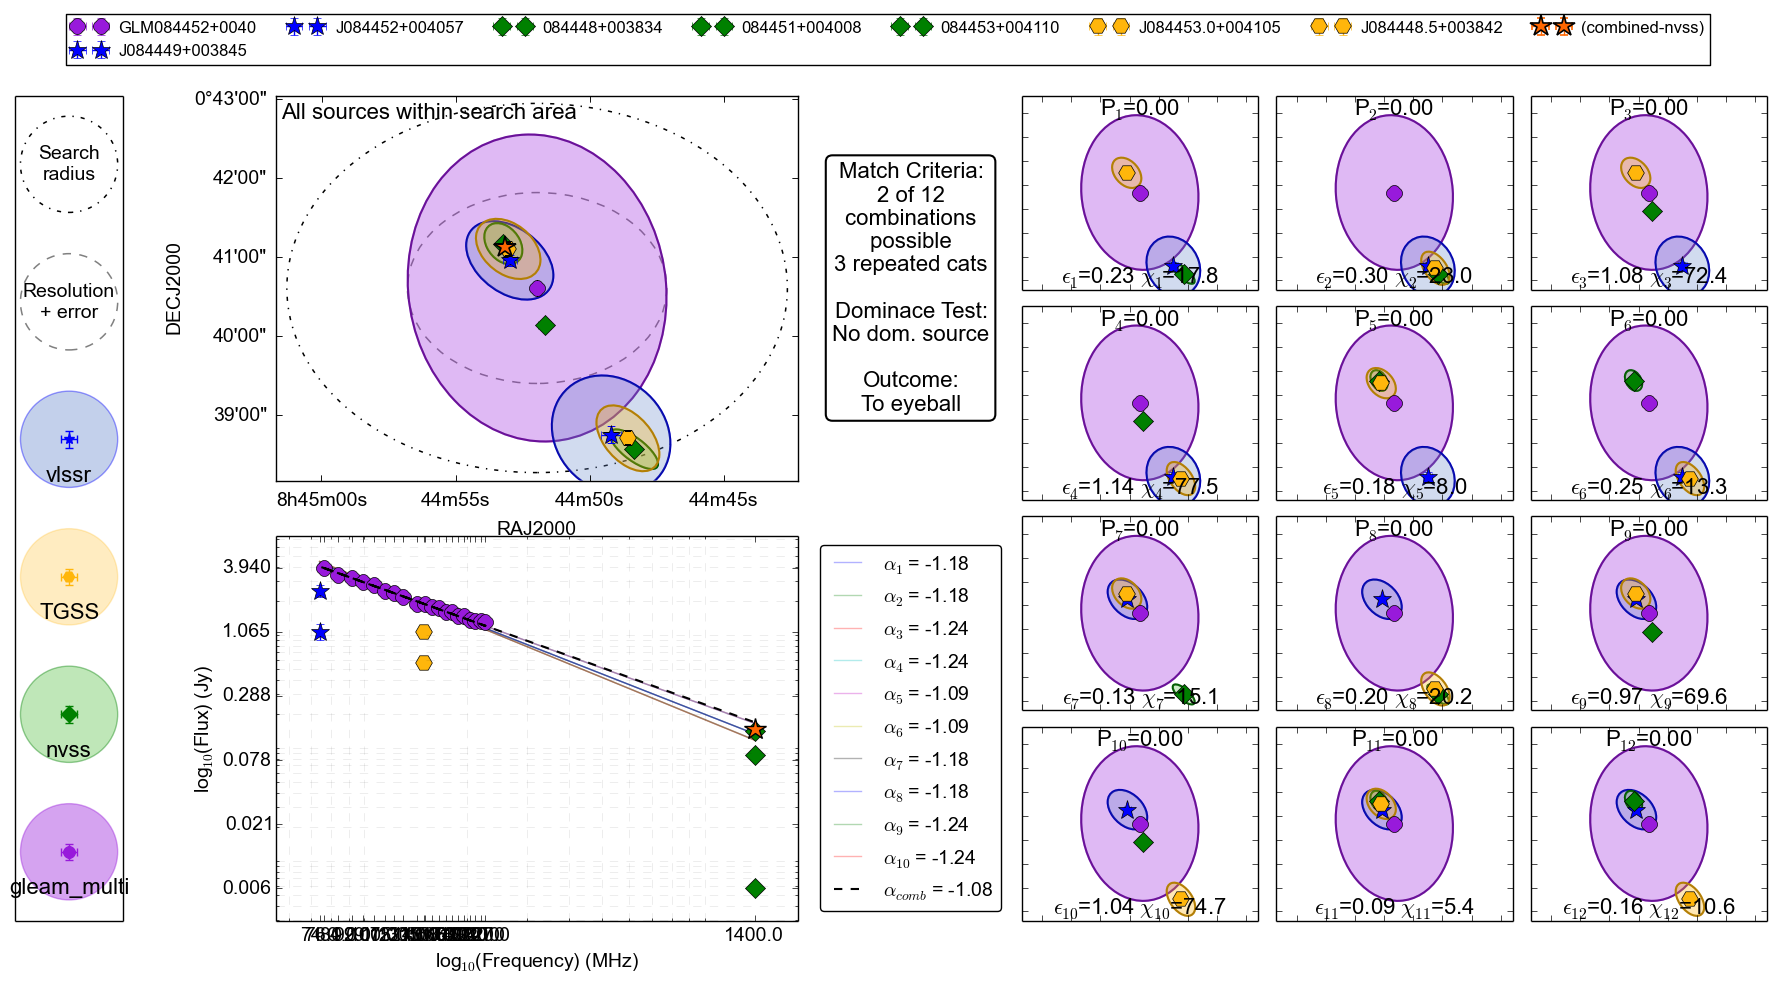 GLM084452+0040 J084452+004057 084448+003834 084451+004008 084453+004110 J084453.0+004105 J084448.5+003842 (combined-nvss)
J084449+003845
Search
radius
Resolution
+ error
vlssr
TGSS
nvss
gleam_multi
All sources within search area
0°43'00"
42'00"
41'00"
40'00"
39'00"
DECJ2000
8h45m00s 44m55s 44m50s 44m45s
RAJ2000
Match Criteria:
2 of 12
combinations
possible
3 repeated cats
Dominace Test:
No dom. source
Outcome:
To eyeball
3.940
1.065
0.288
0.078
0.021
0.006
log10(Flux) (Jy)
1400.0
log10(Frequency) (MHz)
α1 = -1.18
α2 = -1.18
α3 = -1.24
α4 = -1.24
α5 = -1.09
α6 = -1.09
α7 = -1.18
α8 = -1.18
α9 = -1.24
α10 = -1.24
αcomb = -1.08
P1=0.00 P2=0.00 P3=0.00
ϵ1=0.23 χ1=17.8 ϵ2=0.30 χ2=23.0 ϵ3=1.08 χ3=72.4
P4=0.00 P5=0.00 P6=0.00
ϵ4=1.14 χ4=77.5 ϵ5=0.18 χ5=8.0 ϵ6=0.25 χ6=13.3
P7=0.00 P8=0.00 P9=0.00
ϵ7=0.13 χ7=15.1 ϵ8=0.20 χ8=20.2 ϵ9=0.97 χ9=69.6
P10=0.00 P11=0.00 P12=0.00
ϵ10=1.04 χ10=74.7 ϵ11=0.09 χ11=5.4 ϵ12=0.16 χ12=10.6